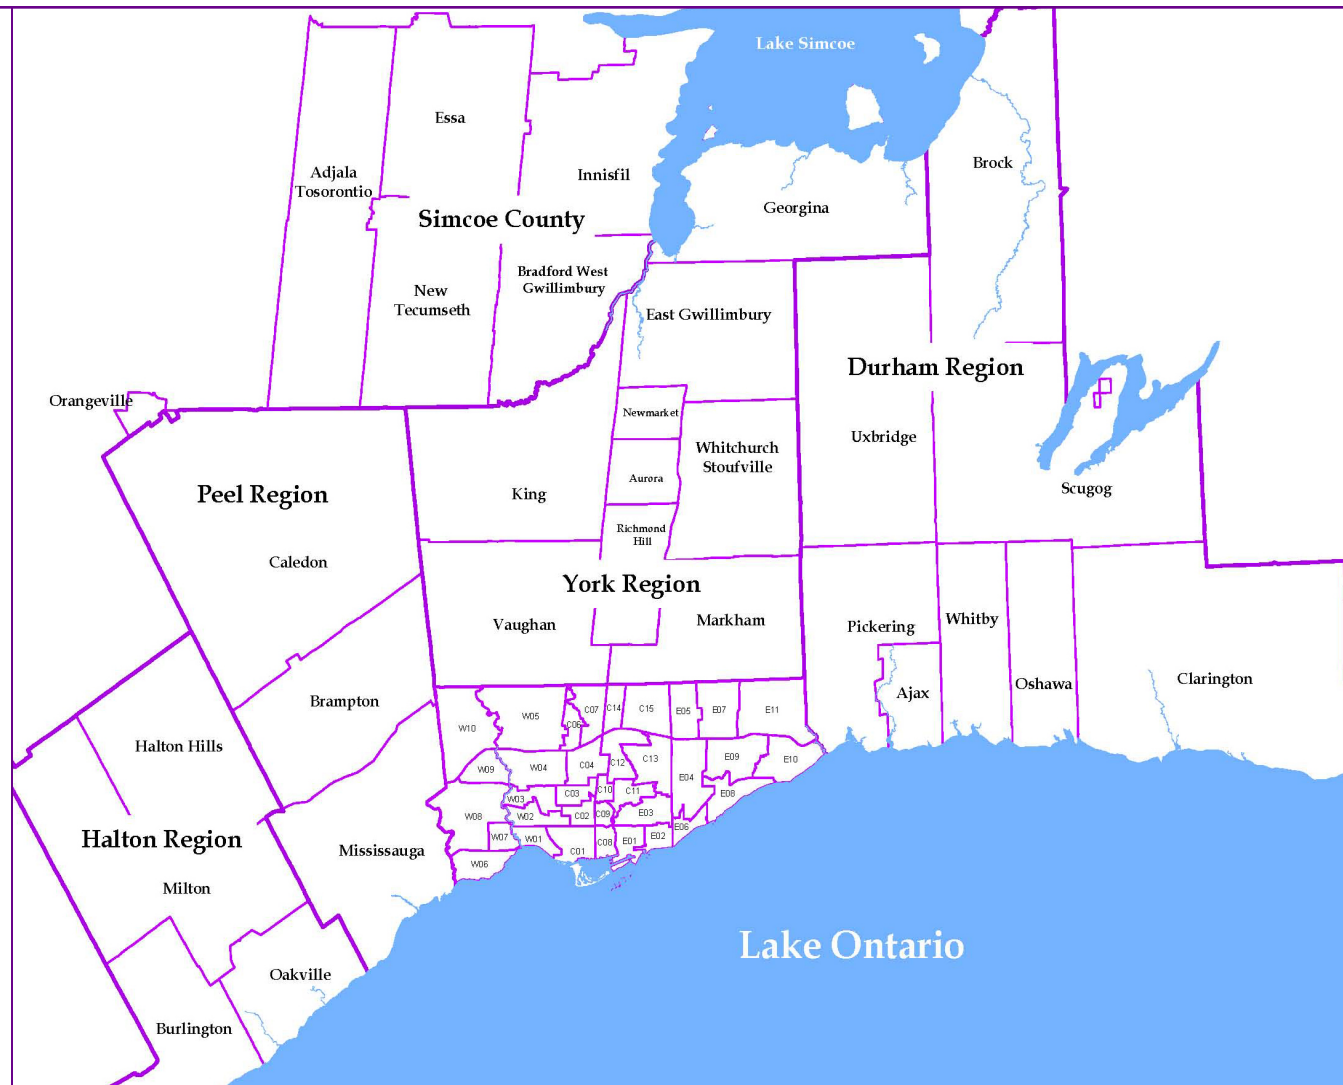 Lake Simcoe
Essa
Adjala
Tosorontio
Innisfil
Brock
Georgina
Simcoe County
Bradford West
Gwillimbury
New
Tecumseth
East Gwillimbury
Durham Region
Orangeville
Newmarket
Whitchurch
Stoufville
Uxbridge
Aurora
Scugog
Peel Region
King
Richmond
Hill
Caledon
York Region
Vaughan
Markham
Pickering
Whitby
Clarington
Ajax
Oshawa
Brampton
Halton Hills
W10
W05
C06
C07
C14
C15
E05
E07
E11
W09
W04
C04
C12
C13
E04
E09
E10
W03
C03
C10
C11
E08
W08
W02
C02
C09
E03
E06
W07
W01
C01
C08
E01
E02
W06
Halton Region
Mississauga
Milton
Lake Ontario
Oakville
Burlington